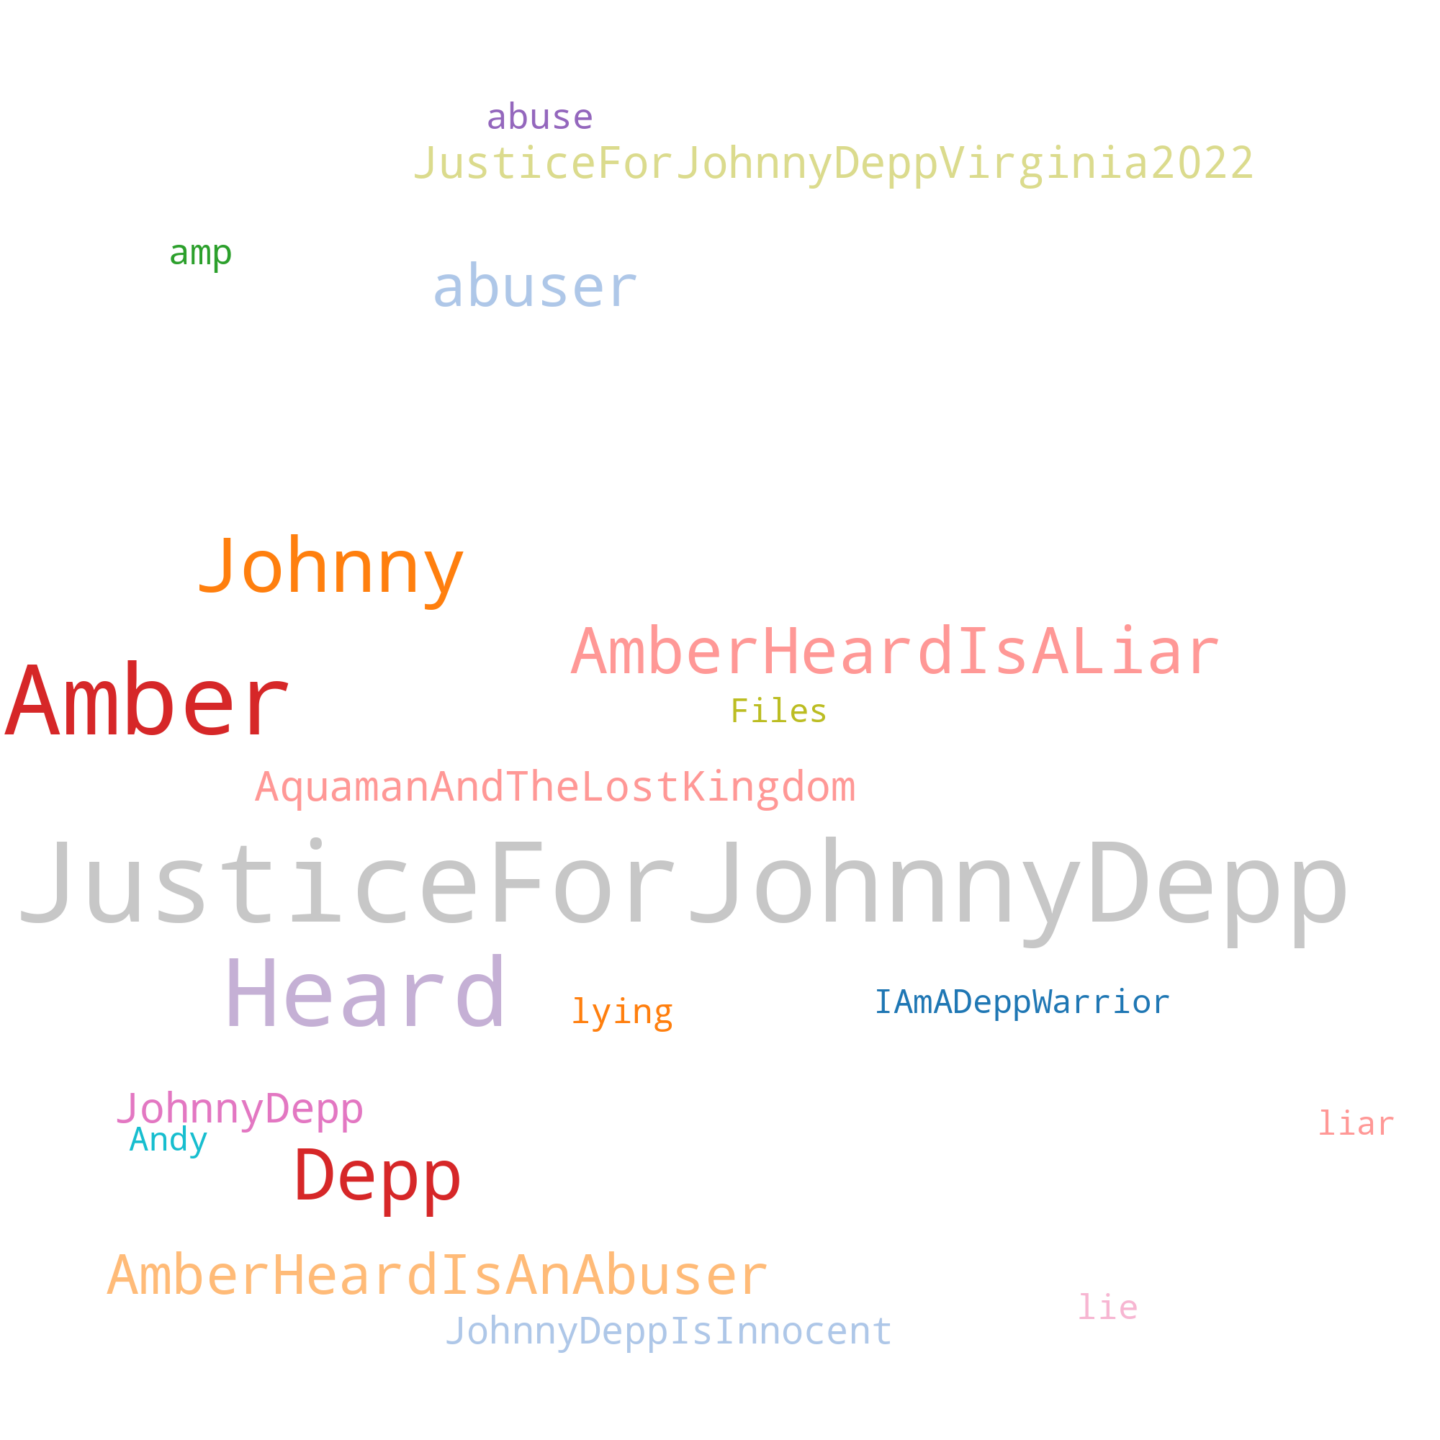 abuse
JusticeForJohnnyDeppVirginia2022
amp
abuser
Johnny
AmberHeardIsALiar
Amber
Files
AquamanAndTheLostKingdom
JusticeForJohnnyDepp
Heard
lying
IAmADeppWarrior
JohnnyDepp
liar
Andy
Depp
AmberHeardIsAnAbuser
lie
JohnnyDeppIsInnocent